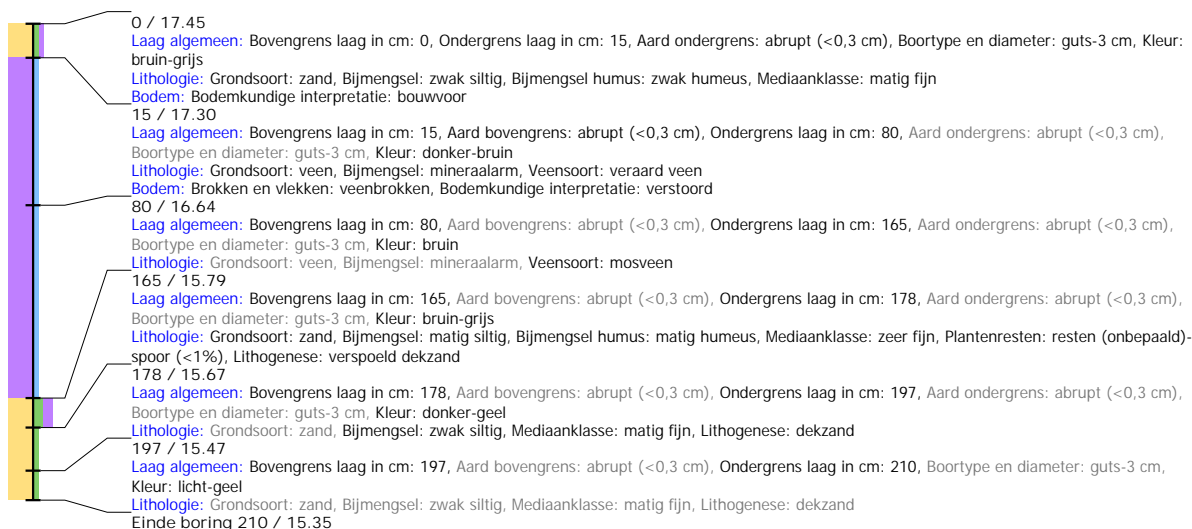 0 / 17.45
Laag algemeen: Bovengrens laag in cm: 0, Ondergrens laag in cm: 15, Aard ondergrens: abrupt (<0,3 cm), Boortype en diameter: guts-3 cm, Kleur:
bruin-grijs
Lithologie: Grondsoort: zand, Bijmengsel: zwak siltig, Bijmengsel humus: zwak humeus, Mediaanklasse: matig fijn
Bodem: Bodemkundige interpretatie: bouwvoor
15 / 17.30
Laag algemeen: Bovengrens laag in cm: 15, Aard bovengrens: abrupt (<0,3 cm), Ondergrens laag in cm: 80, Aard ondergrens: abrupt (<0,3 cm),
Boortype en diameter: guts-3 cm, Kleur: donker-bruin
Lithologie: Grondsoort: veen, Bijmengsel: mineraalarm, Veensoort: veraard veen
Bodem: Brokken en vlekken: veenbrokken, Bodemkundige interpretatie: verstoord
80 / 16.64
Laag algemeen: Bovengrens laag in cm: 80, Aard bovengrens: abrupt (<0,3 cm), Ondergrens laag in cm: 165, Aard ondergrens: abrupt (<0,3 cm),
Boortype en diameter: guts-3 cm, Kleur: bruin
Lithologie: Grondsoort: veen, Bijmengsel: mineraalarm, Veensoort: mosveen
165 / 15.79
Laag algemeen: Bovengrens laag in cm: 165, Aard bovengrens: abrupt (<0,3 cm), Ondergrens laag in cm: 178, Aard ondergrens: abrupt (<0,3 cm),
Boortype en diameter: guts-3 cm, Kleur: bruin-grijs
Lithologie: Grondsoort: zand, Bijmengsel: matig siltig, Bijmengsel humus: matig humeus, Mediaanklasse: zeer fijn, Plantenresten: resten (onbepaald)-
spoor (<1%), Lithogenese: verspoeld dekzand
178 / 15.67
Laag algemeen: Bovengrens laag in cm: 178, Aard bovengrens: abrupt (<0,3 cm), Ondergrens laag in cm: 197, Aard ondergrens: abrupt (<0,3 cm),
Boortype en diameter: guts-3 cm, Kleur: donker-geel
Lithologie: Grondsoort: zand, Bijmengsel: zwak siltig, Mediaanklasse: matig fijn, Lithogenese: dekzand
197 / 15.47
Laag algemeen: Bovengrens laag in cm: 197, Aard bovengrens: abrupt (<0,3 cm), Ondergrens laag in cm: 210, Boortype en diameter: guts-3 cm,
Kleur: licht-geel
Lithologie: Grondsoort: zand, Bijmengsel: zwak siltig, Mediaanklasse: matig fijn, Lithogenese: dekzand
Einde boring 210 / 15.35